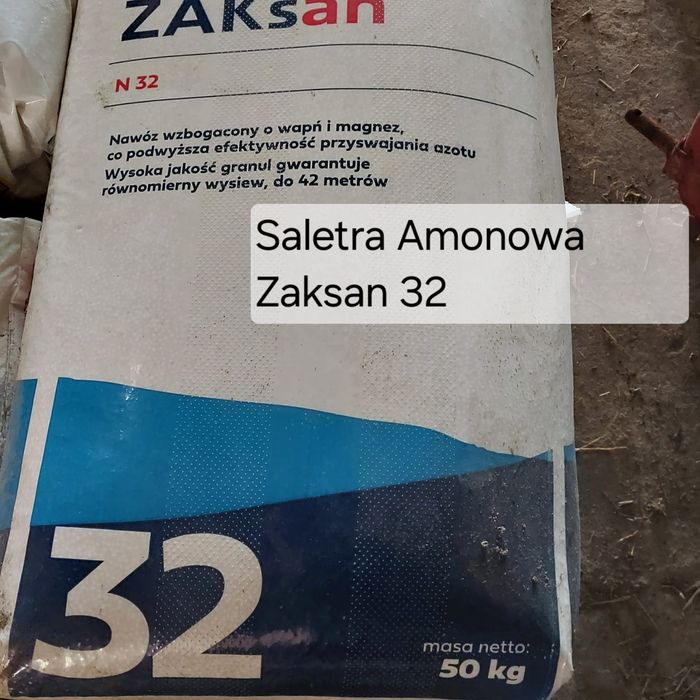 ZAKsan
N 32
Nawóz wzbogacony o wapń i magnez,
co podwyższa efektywność przyswajania azotu
Wysoka jakość granul gwarantuje
równomierny wysiew, do 42 metrów
Saletra Amonowa
Zaksan 32
32
masa netto:
50 kg